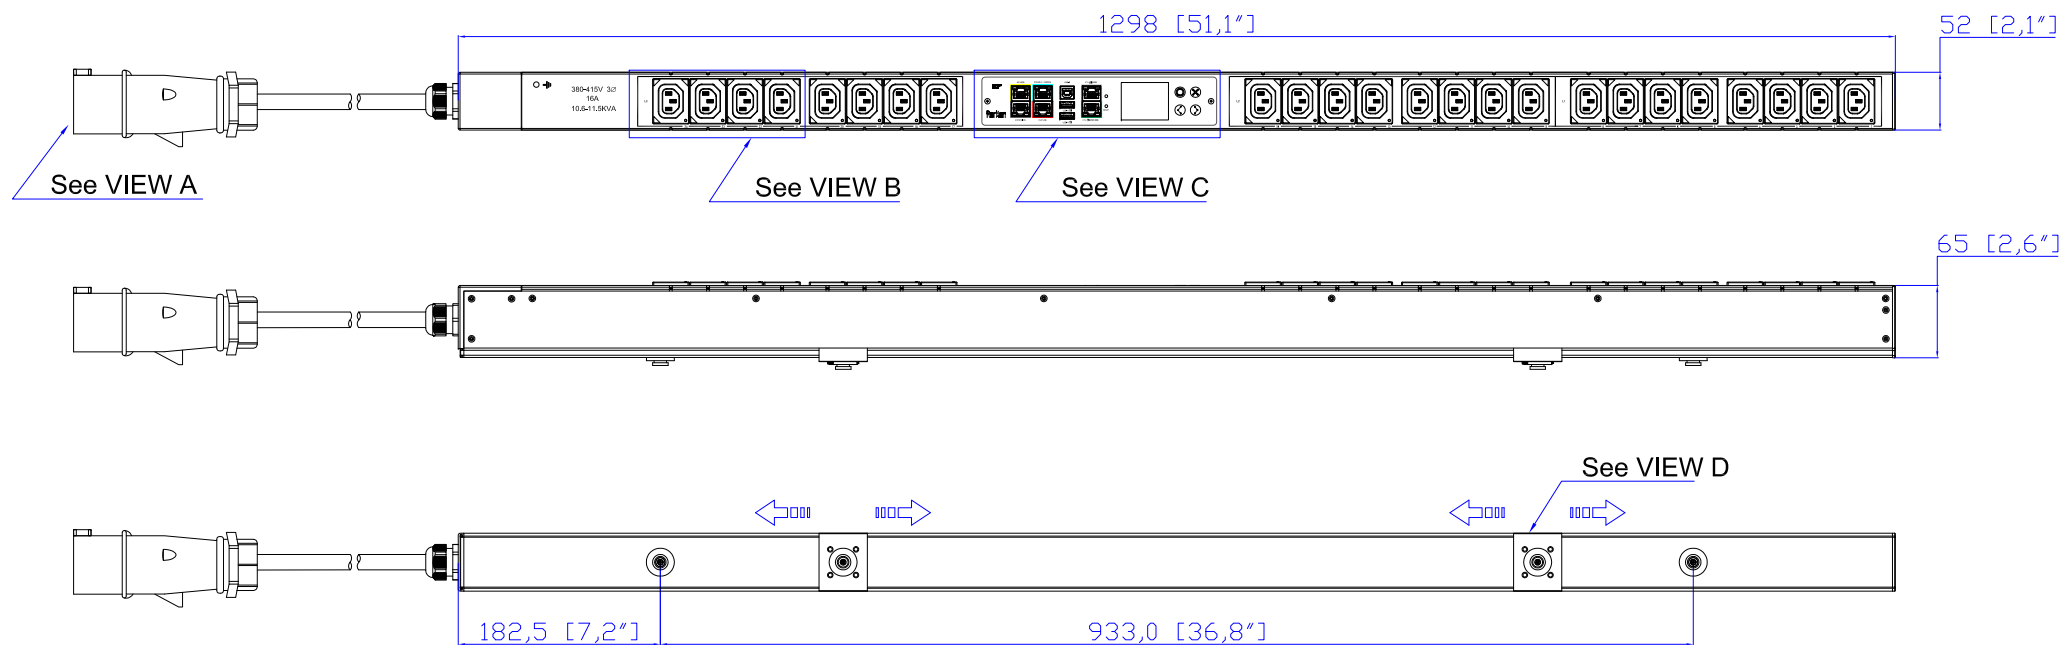 1298 [51,1"]
52 [2,1"]
380-415V 3Ø
16A
10.6-11.5KVA
See VIEW A
See VIEW B
See VIEW C
65 [2,6"]
See VIEW D
182,5 [7,2"]
933,0 [36,8"]